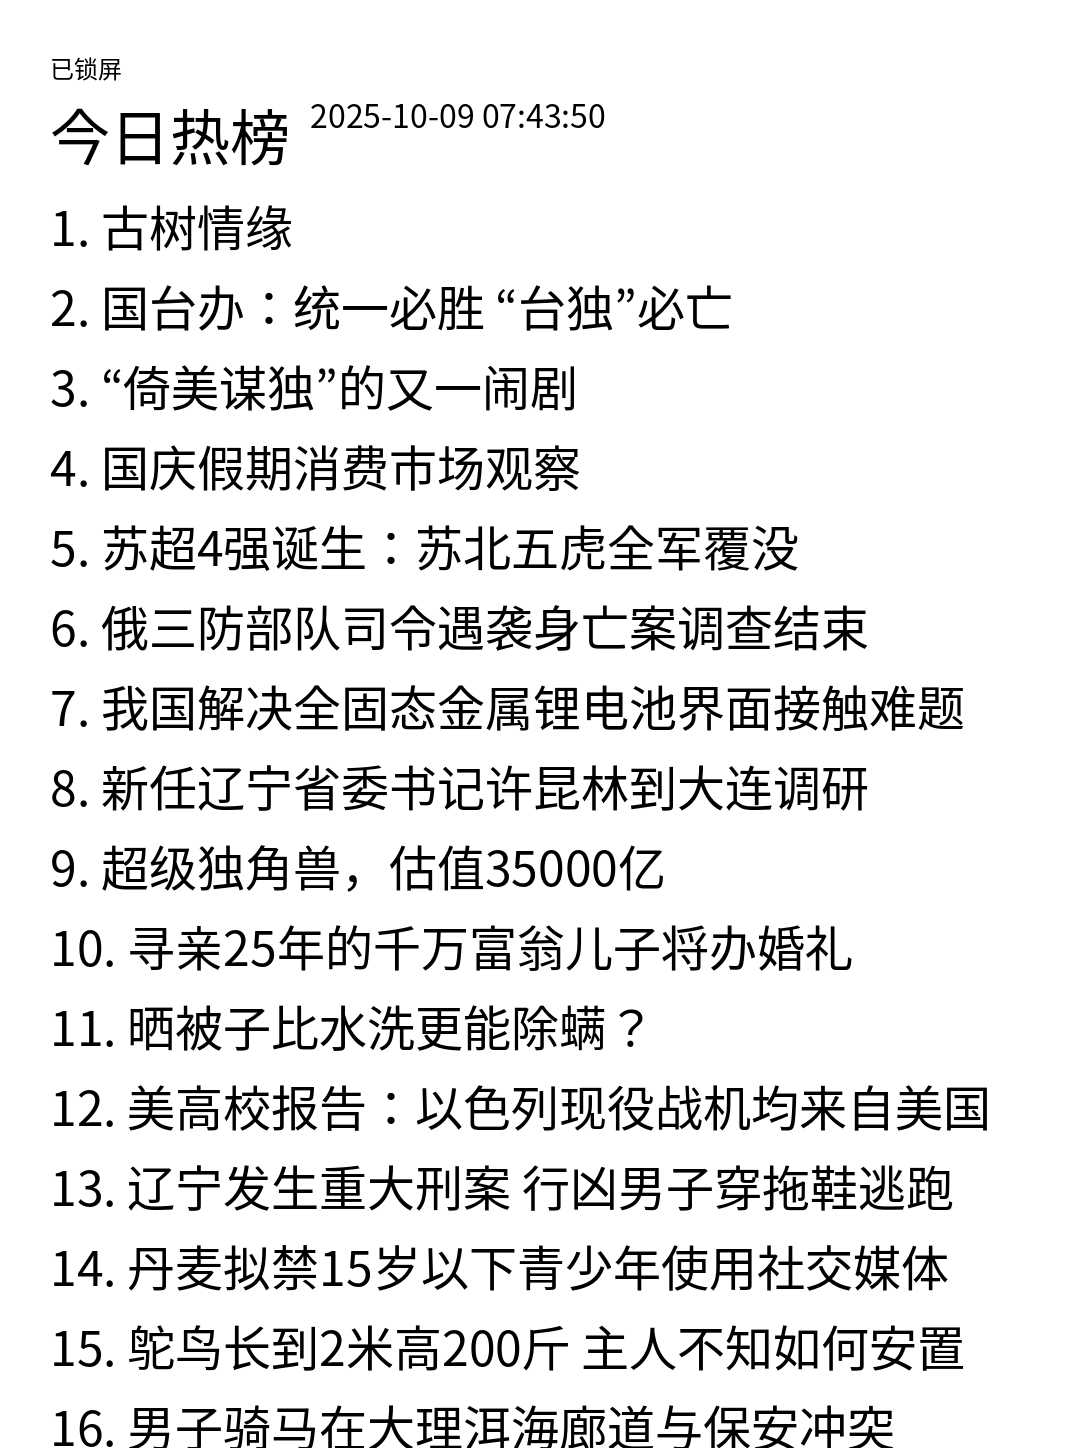 已锁屏
今日热榜 2025-10-09 07:43:50
1. 古树情缘
2. 国台办：统一必胜 “台独”必亡
3. “倚美谋独”的又一闹剧
4. 国庆假期消费市场观察
5. 苏超4强诞生：苏北五虎全军覆没
6. 俄三防部队司令遇袭身亡案调查结束
7. 我国解决全固态金属锂电池界面接触难题
8. 新任辽宁省委书记许昆林到大连调研
9. 超级独角兽，估值35000亿
10. 寻亲25年的千万富翁儿子将办婚礼
11. 晒被子比水洗更能除螨？
12. 美高校报告：以色列现役战机均来自美国
13. 辽宁发生重大刑案 行凶男子穿拖鞋逃跑
14. 丹麦拟禁15岁以下青少年使用社交媒体
15. 鸵鸟长到2米高200斤 主人不知如何安置
16. 男子骑马在大理洱海廊道与保安冲突